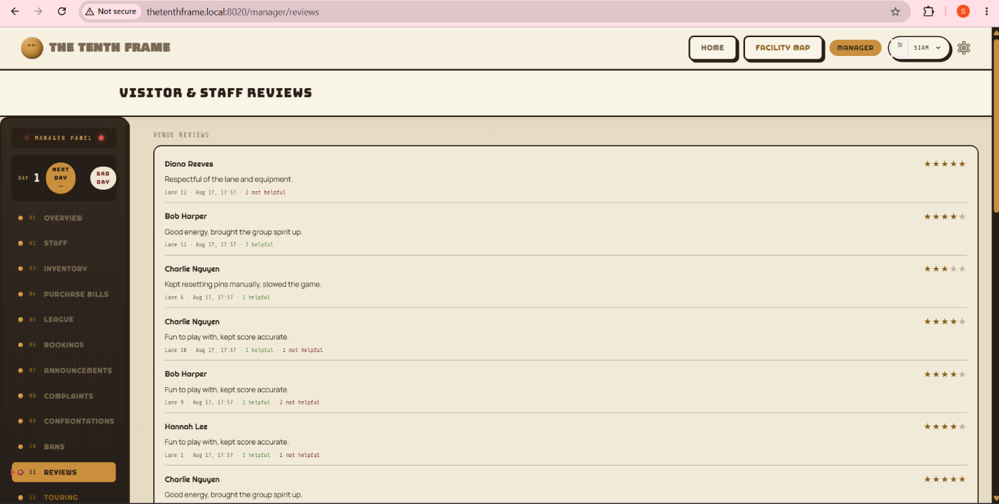 Not secure
thetenthframe.local:8020/manager/reviews
S
THE TENTH FRAME
HOME
FACILITY MAP
MANAGER
SI
SIAM
VISITOR & STAFF REVIEWS
MANAGER PANEL
DAY 1
NEXT
DAY
→
BAD
DAY
01 OVERVIEW
02 STAFF
03 INVENTORY
04 PURCHASE BILLS
05 LEAGUE
06 BOOKINGS
07 ANNOUNCEMENTS
08 COMPLAINTS
09 CONFRONTATIONS
10 BANS
11 REVIEWS
12 TOURING
VENUE REVIEWS
Diana Reeves ★★★★★
Respectful of the lane and equipment.
Lane 12 · Aug 17, 17:57 · 2 not helpful
Bob Harper ★★★★★
Good energy, brought the group spirit up.
Lane 12 · Aug 17, 17:57 · 3 helpful
Charlie Nguyen ★★★★★
Kept resetting pins manually, slowed the game.
Lane 6 · Aug 17, 17:57 · 2 helpful
Charlie Nguyen ★★★★★
Fun to play with, kept score accurate.
Lane 10 · Aug 17, 17:57 · 1 helpful · 1 not helpful
Bob Harper ★★★★★
Fun to play with, kept score accurate.
Lane 9 · Aug 17, 17:57 · 2 helpful · 2 not helpful
Hannah Lee ★★★★★
Fun to play with, kept score accurate.
Lane 1 · Aug 17, 17:57 · 1 helpful · 1 not helpful
Charlie Nguyen ★★★★★
Good energy, brought the group spirit up.